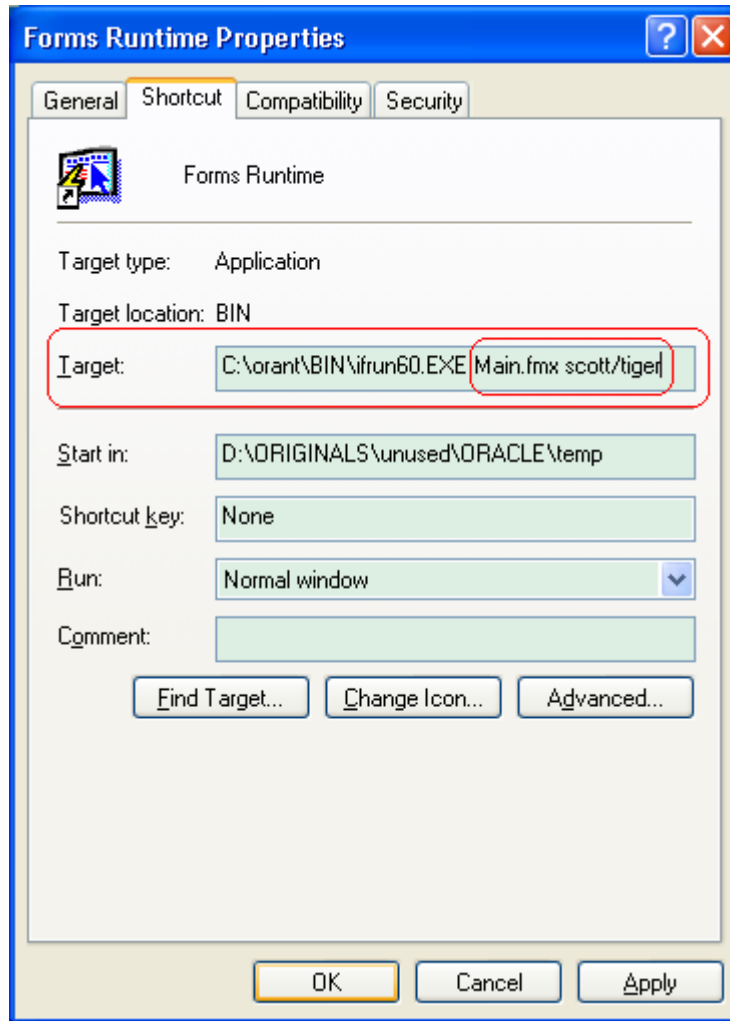 Forms Runtime Properties
General Shortcut Compatibility Security
Forms Runtime
Target type: Application
Target location: BIN
Target: C:\orant\BIN\ifrun60.EXE Main.fmx scott/tiger
Start in: D:\ORIGINALS\unused\ORACLE\temp
Shortcut key: None
Run: Normal window
Comment:
Find Target... Change Icon... Advanced...
OK Cancel Apply